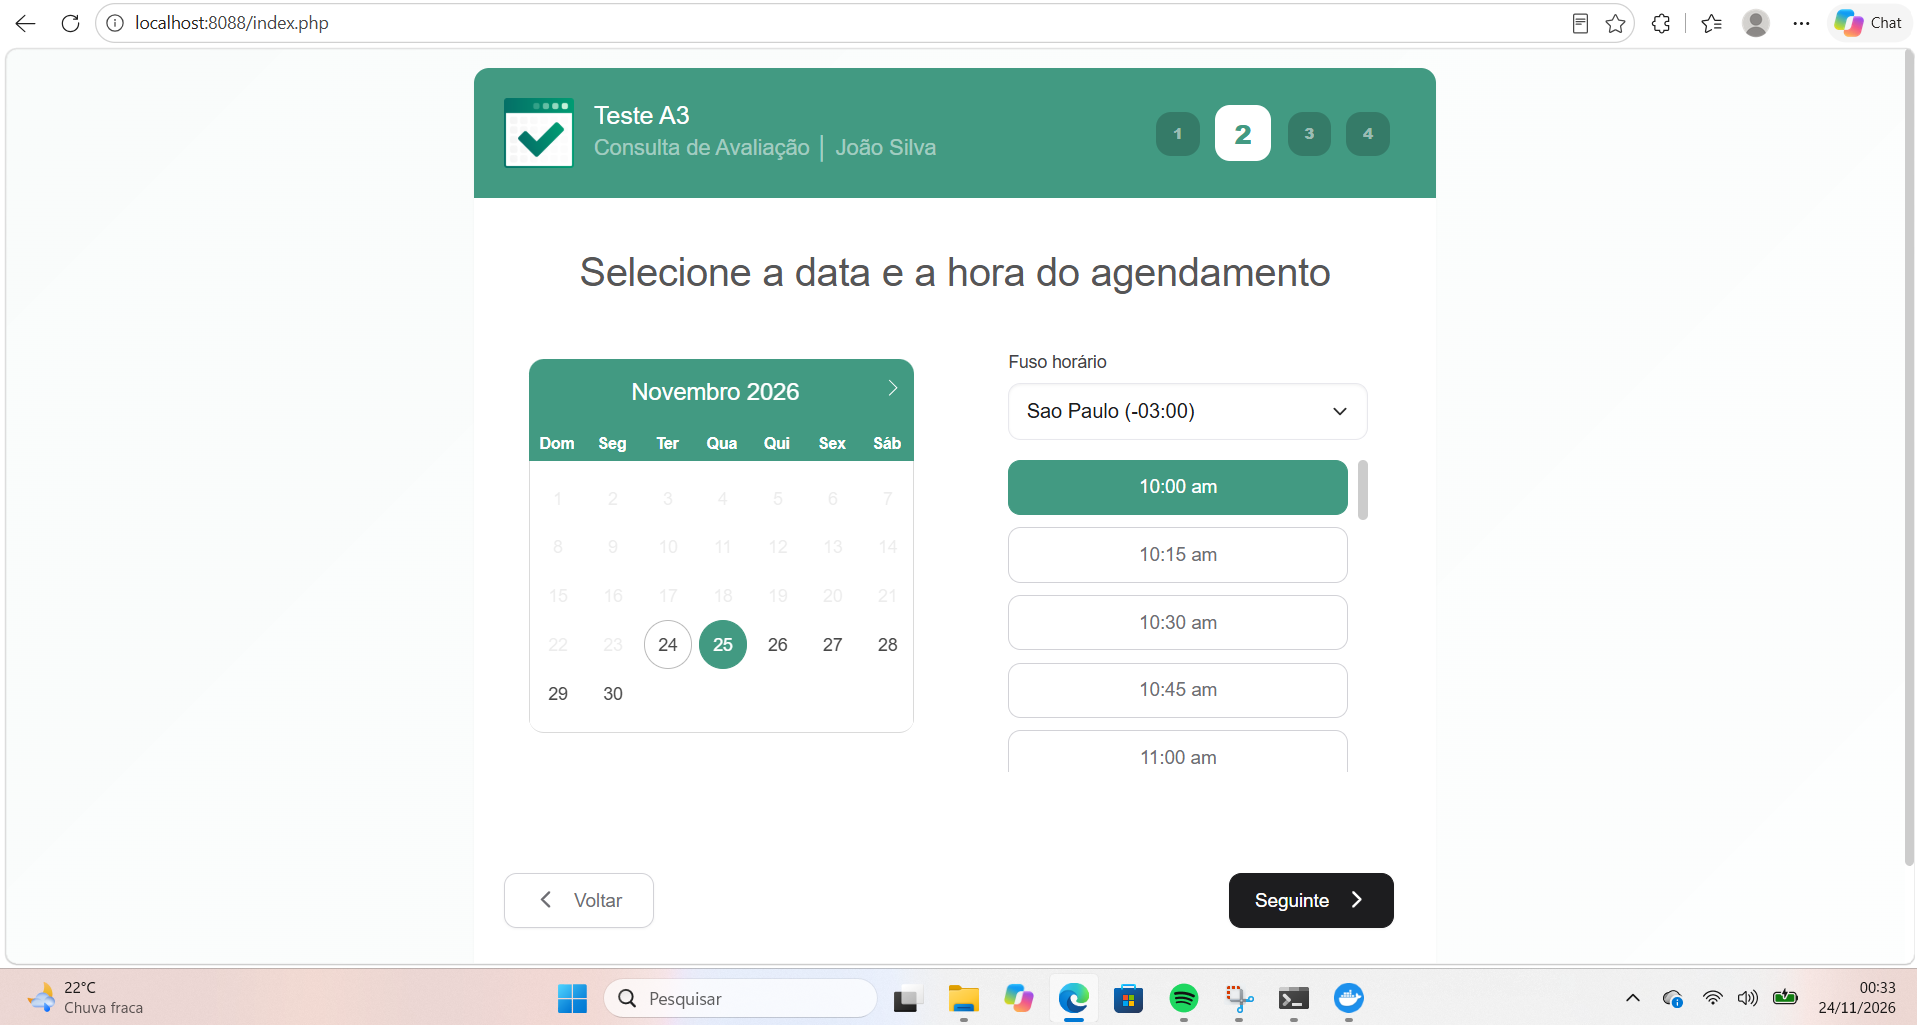 localhost:8088/index.php
Chat
Teste A3
Consulta de Avaliação | João Silva
1 2 3 4
Selecione a data e a hora do agendamento
Novembro 2026
Dom Seg Ter Qua Qui Sex Sáb
1 2 3 4 5 6 7
8 9 10 11 12 13 14
15 16 17 18 19 20 21
22 23 24 25 26 27 28
29 30
Fuso horário
Sao Paulo (-03:00)
10:00 am
10:15 am
10:30 am
10:45 am
11:00 am
Voltar
Seguinte
22°C
Chuva fraca
Pesquisar
00:33
24/11/2026